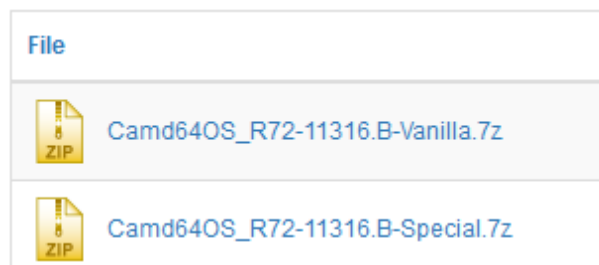 File
ZIP
Camd64OS_R72-11316.B-Vanilla.7z
ZIP
Camd64OS_R72-11316.B-Special.7z